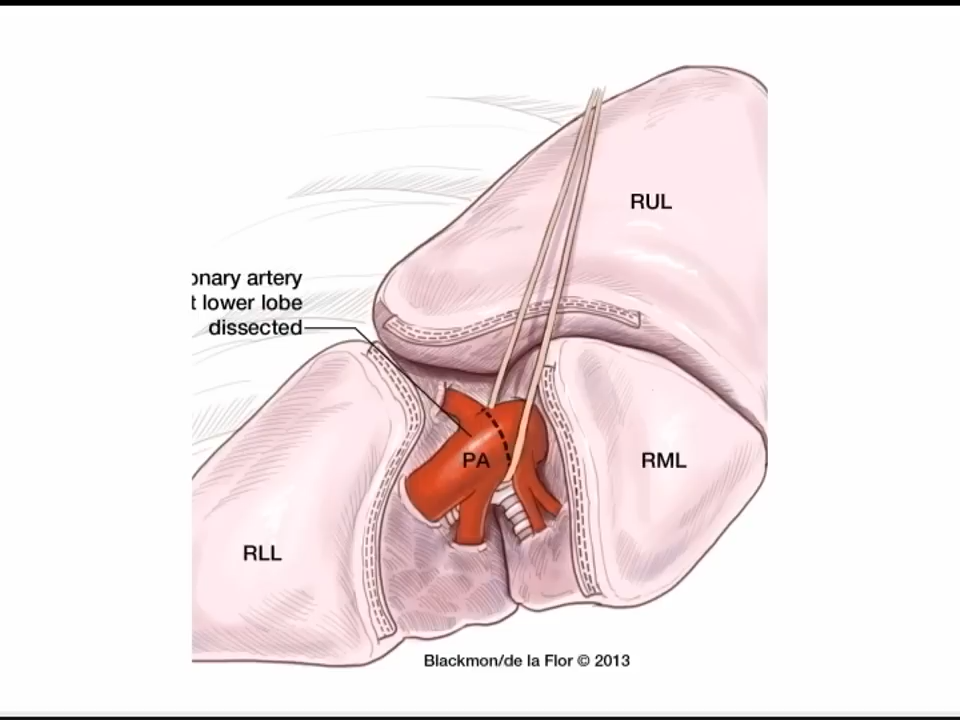 RUL
onary artery
t lower lobe
dissected
PA
RML
RLL
Blackmon/de la Flor © 2013